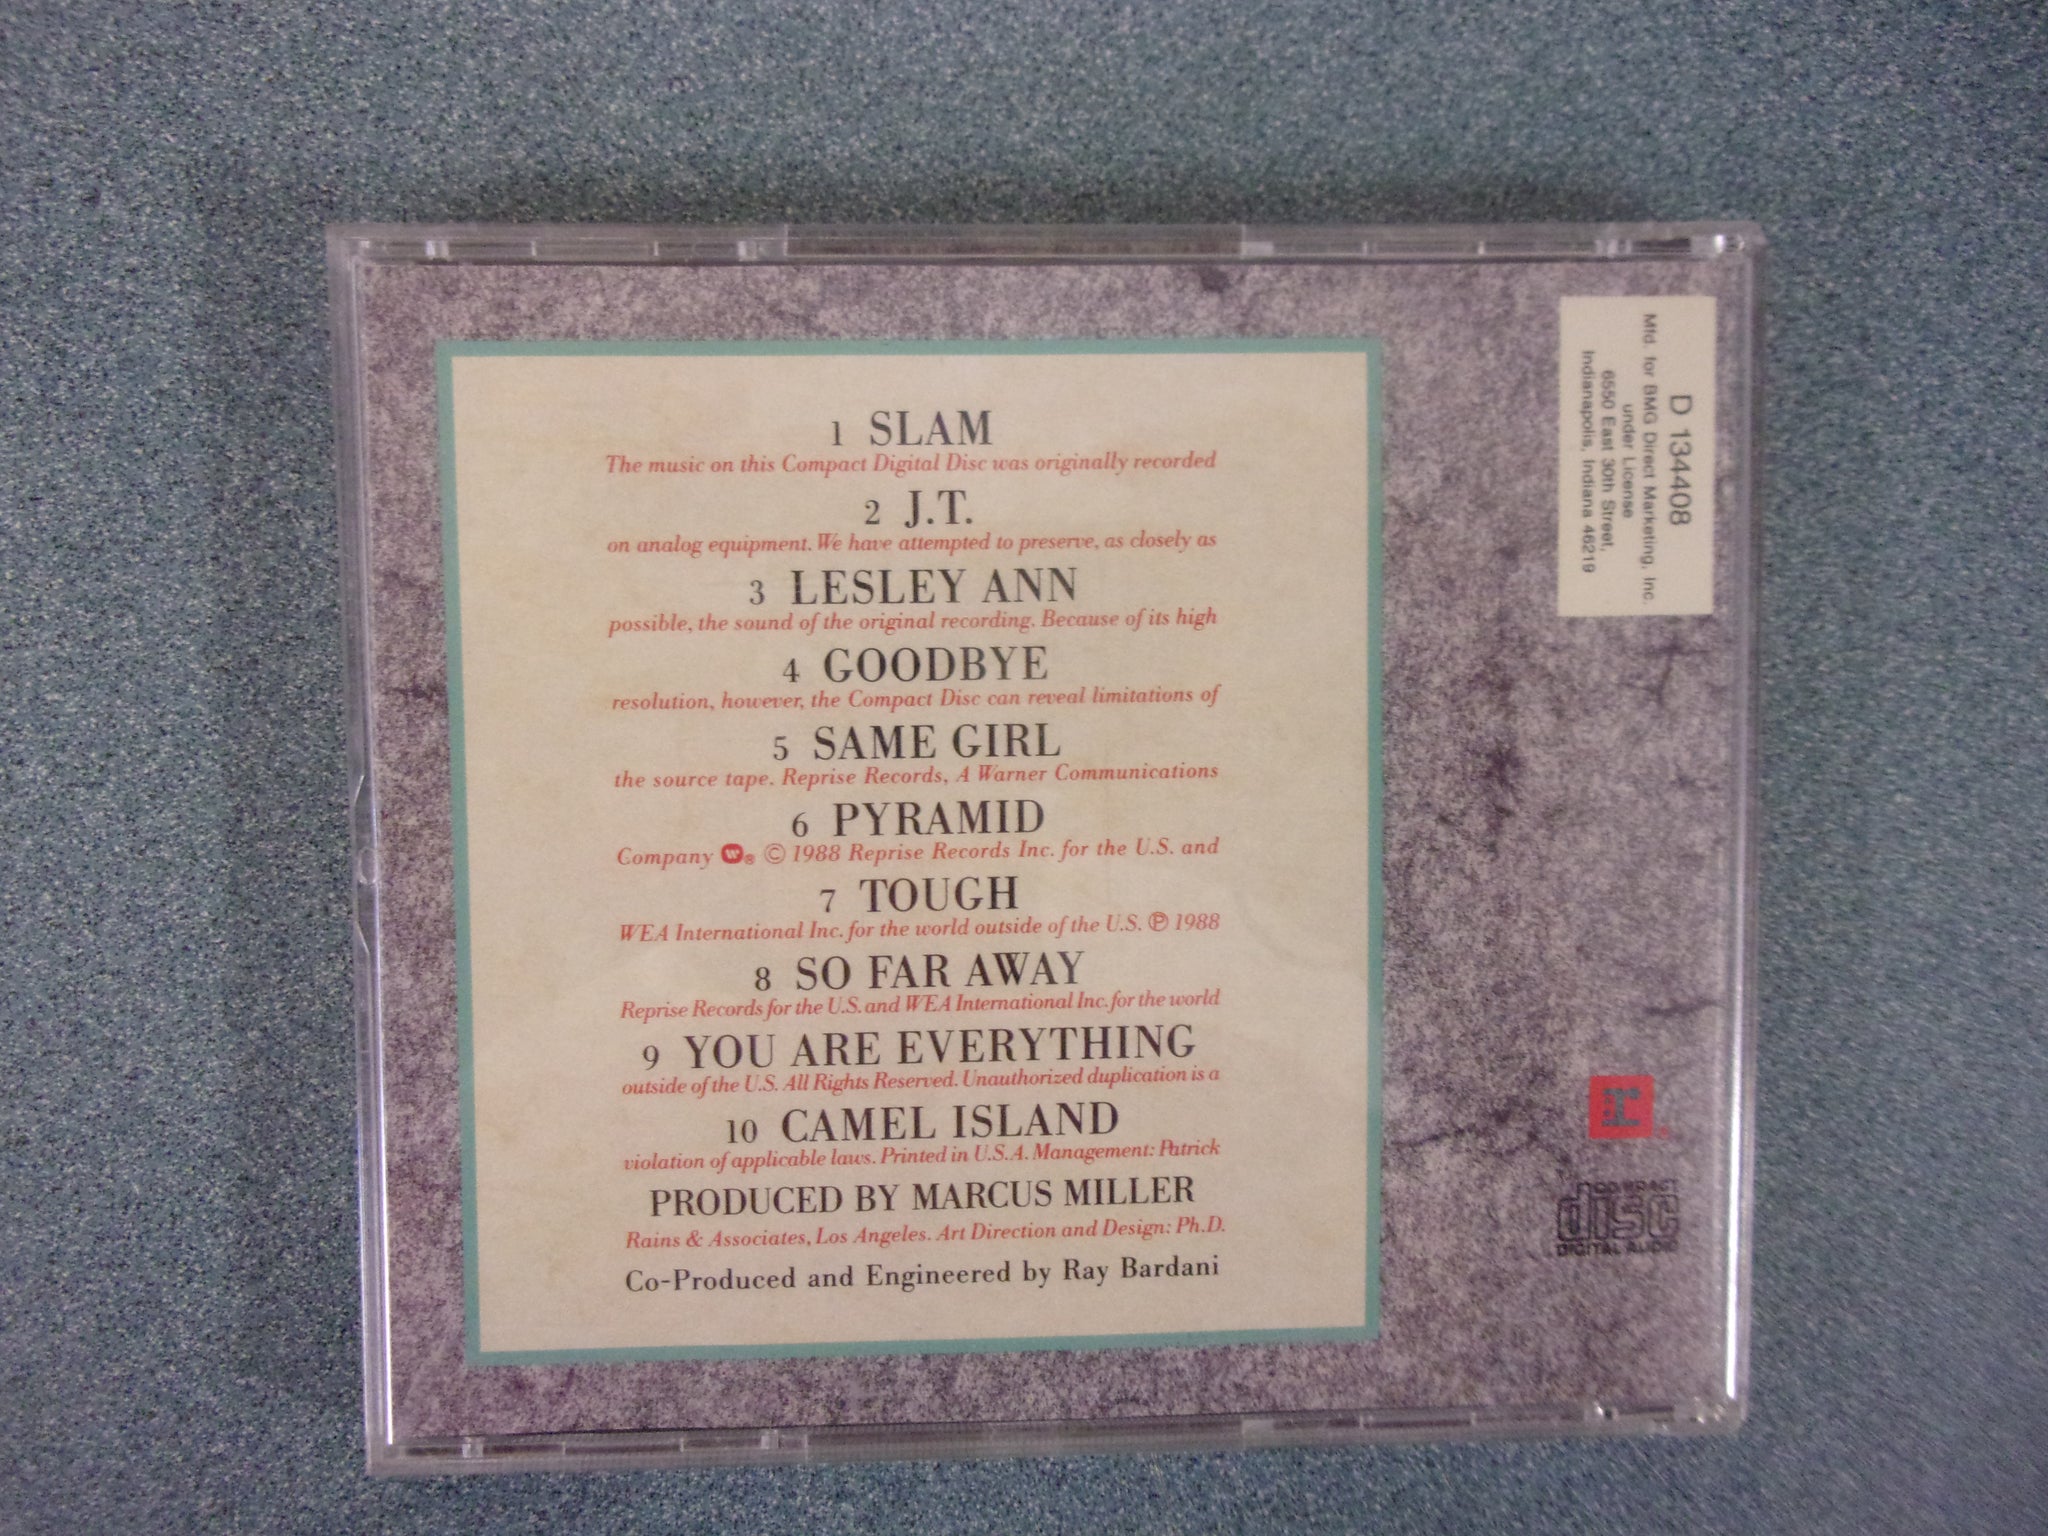 1 SLAM
The music on this Compact Digital Disc was originally recorded
2 J.T.
on analog equipment. We have attempted to preserve, as closely as
3 LESLEY ANN
possible, the sound of the original recording. Because of its high
4 GOODBYE
resolution, however, the Compact Disc can reveal limitations of
5 SAME GIRL
the source tape. Reprise Records, A Warner Communications
6 PYRAMID
Company W® © 1988 Reprise Records Inc. for the U.S. and
7 TOUGH
WEA International Inc. for the world outside of the U.S. ℗ 1988
8 SO FAR AWAY
Reprise Records for the U.S. and WEA International Inc. for the world
9 YOU ARE EVERYTHING
outside of the U.S. All Rights Reserved. Unauthorized duplication is a
10 CAMEL ISLAND
violation of applicable laws. Printed in U.S.A. Management: Patrick
PRODUCED BY MARCUS MILLER
Rains & Associates, Los Angeles. Art Direction and Design: Ph.D.
Co-Produced and Engineered by Ray Bardani
D 134408
Mfd. for BMG Direct Marketing, Inc.
under License
6550 East 30th Street,
Indianapolis, Indiana 46219
r
COMPACT
disc
DIGITAL AUDIO